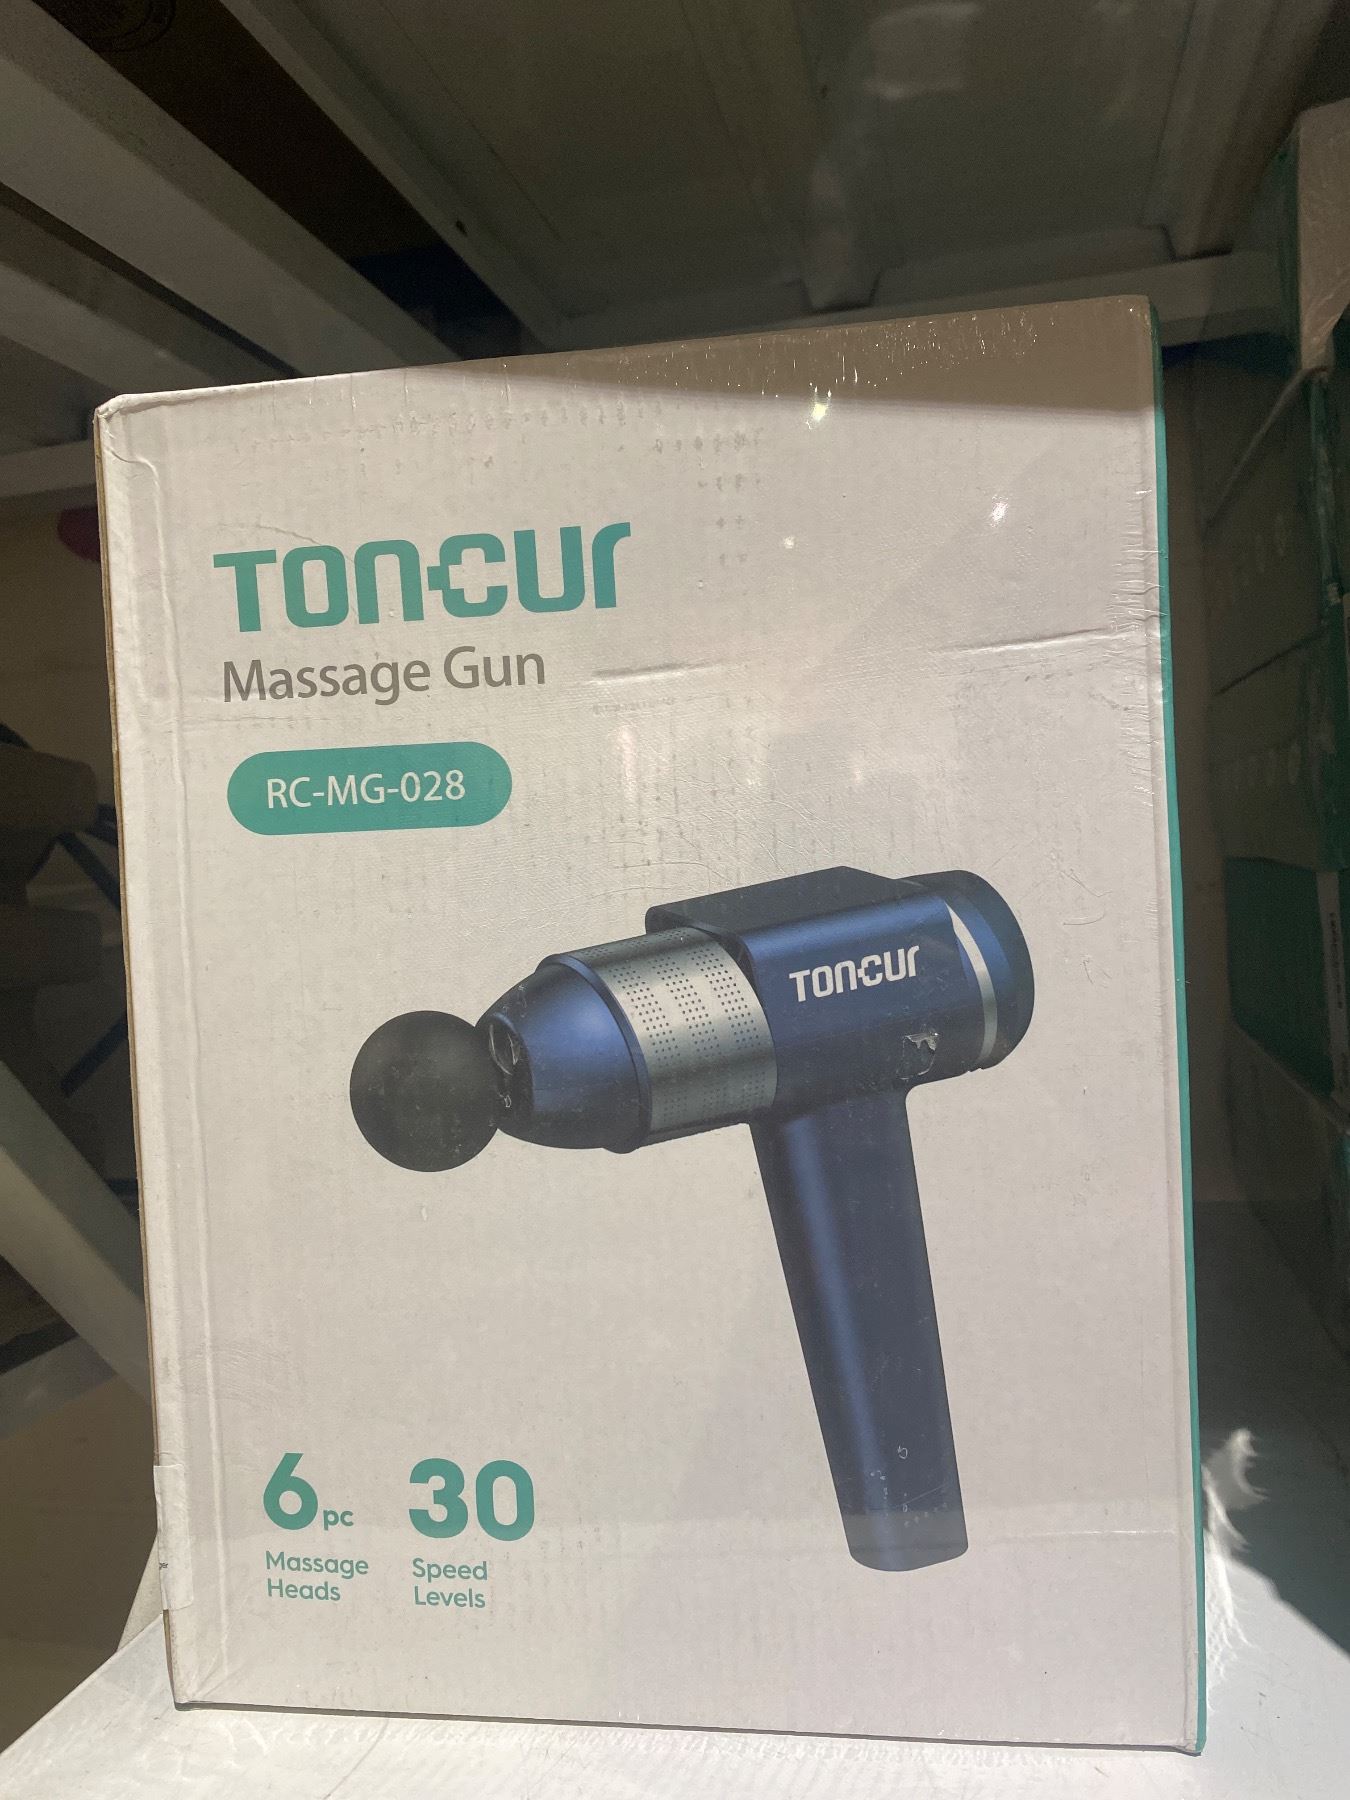 TONCUR
Massage Gun
RC-MG-028
TONCUR
6pc
Massage
Heads
30
Speed
Levels